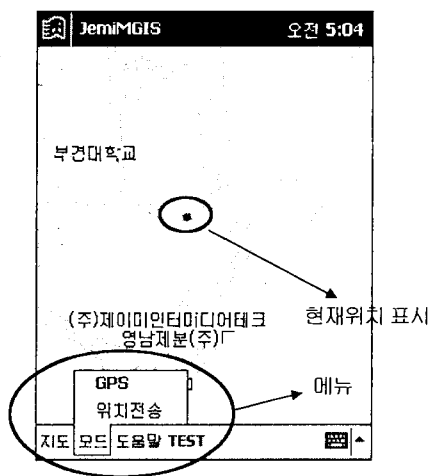 JemiMGIS 오전 5:04
부경대학교
현재위치 표시
(주)제이미인터미디어테크
영남제분(주)
메뉴
GPS
위치전송
지도 모드 도움말 TEST